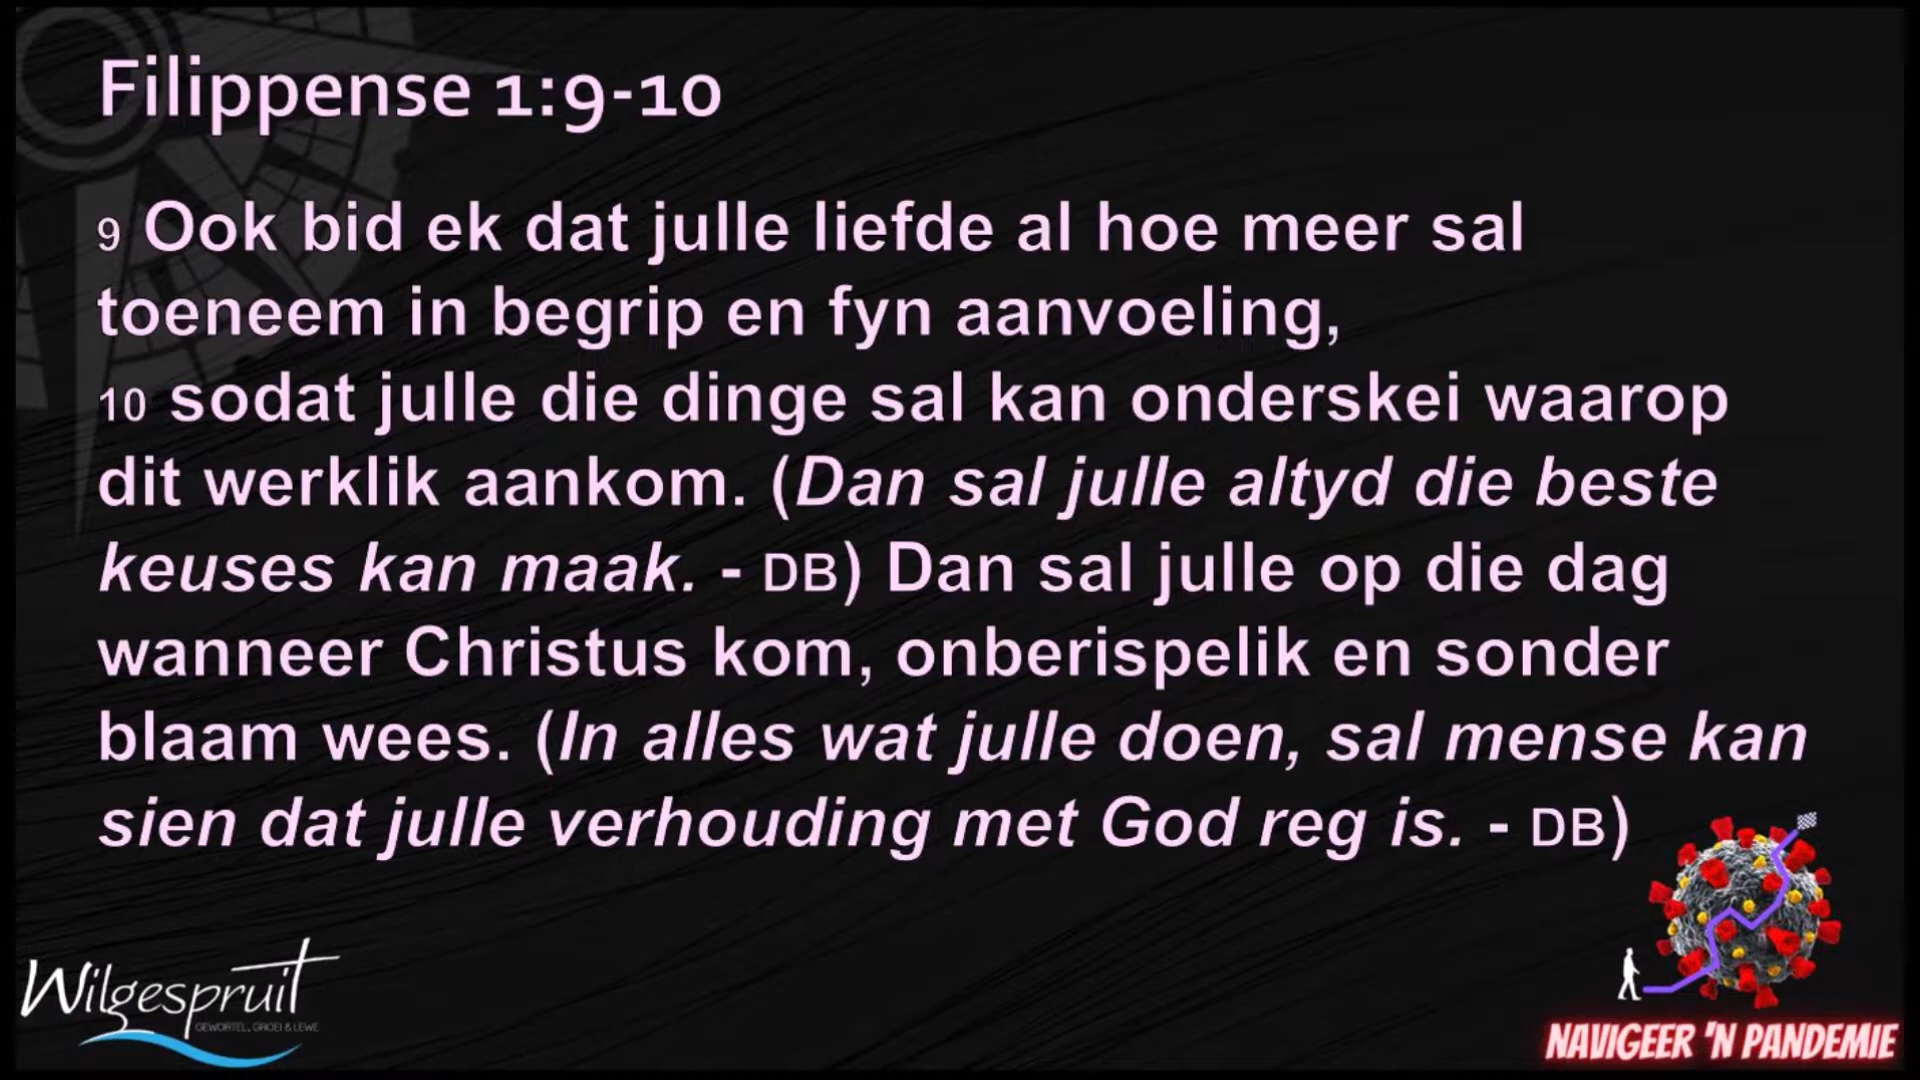 Filippense 1:9-10
9 Ook bid ek dat julle liefde al hoe meer sal
toeneem in begrip en fyn aanvoeling,
10 sodat julle die dinge sal kan onderskei waarop
dit werklik aankom. (Dan sal julle altyd die beste
keuses kan maak. - DB) Dan sal julle op die dag
wanneer Christus kom, onberispelik en sonder
blaam wees. (In alles wat julle doen, sal mense kan
sien dat julle verhouding met God reg is. - DB)
Wilgespruit
GEWORTEL, GROEI & LEWE
NAVIGEER 'N PANDEMIE